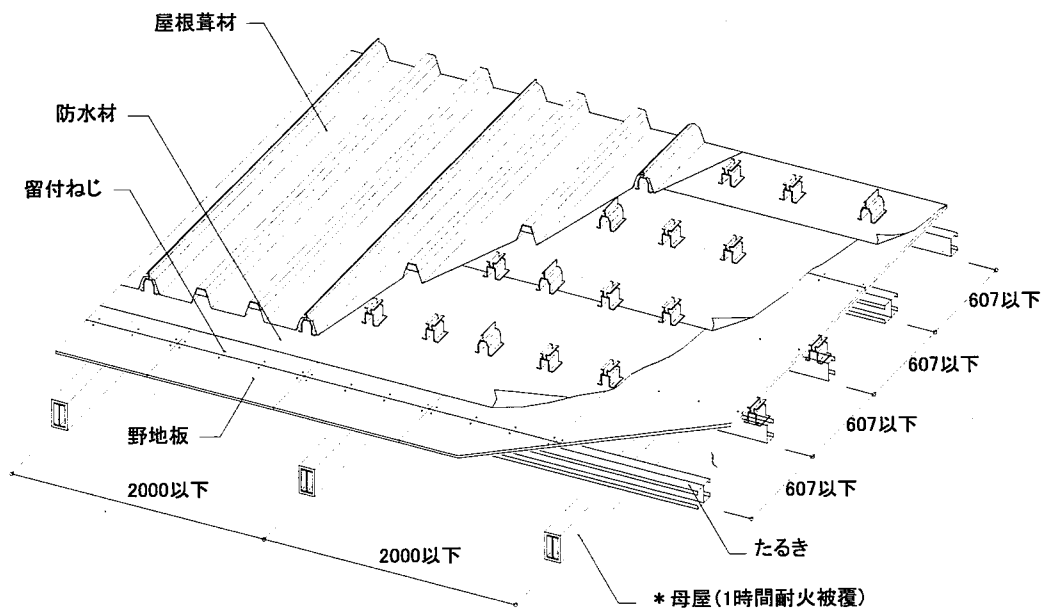 屋根葺材
防水材
留付ねじ
野地板
2000以下
2000以下
607以下
607以下
607以下
607以下
たるき
*母屋(1時間耐火被覆)